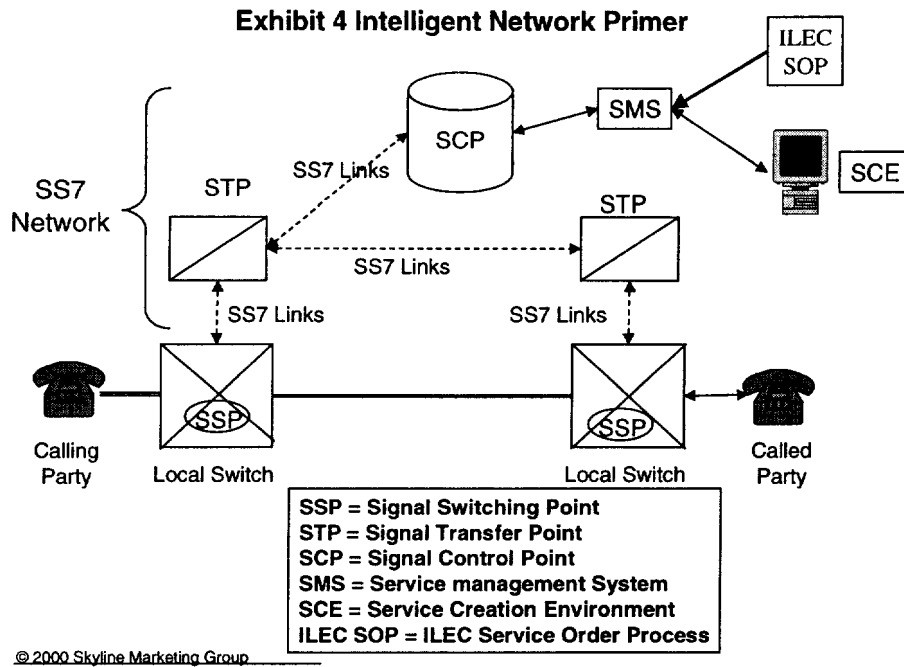 Exhibit 4 Intelligent Network Primer
ILEC
SOP
SMS
SCP
SCE
SS7 Links
STP
STP
SS7
Network
SS7 Links
SS7 Links
SS7 Links
SSP
SSP
Calling
Party
Local Switch
Local Switch
Called
Party
SSP = Signal Switching Point
STP = Signal Transfer Point
SCP = Signal Control Point
SMS = Service management System
SCE = Service Creation Environment
ILEC SOP = ILEC Service Order Process
© 2000 Skyline Marketing Group